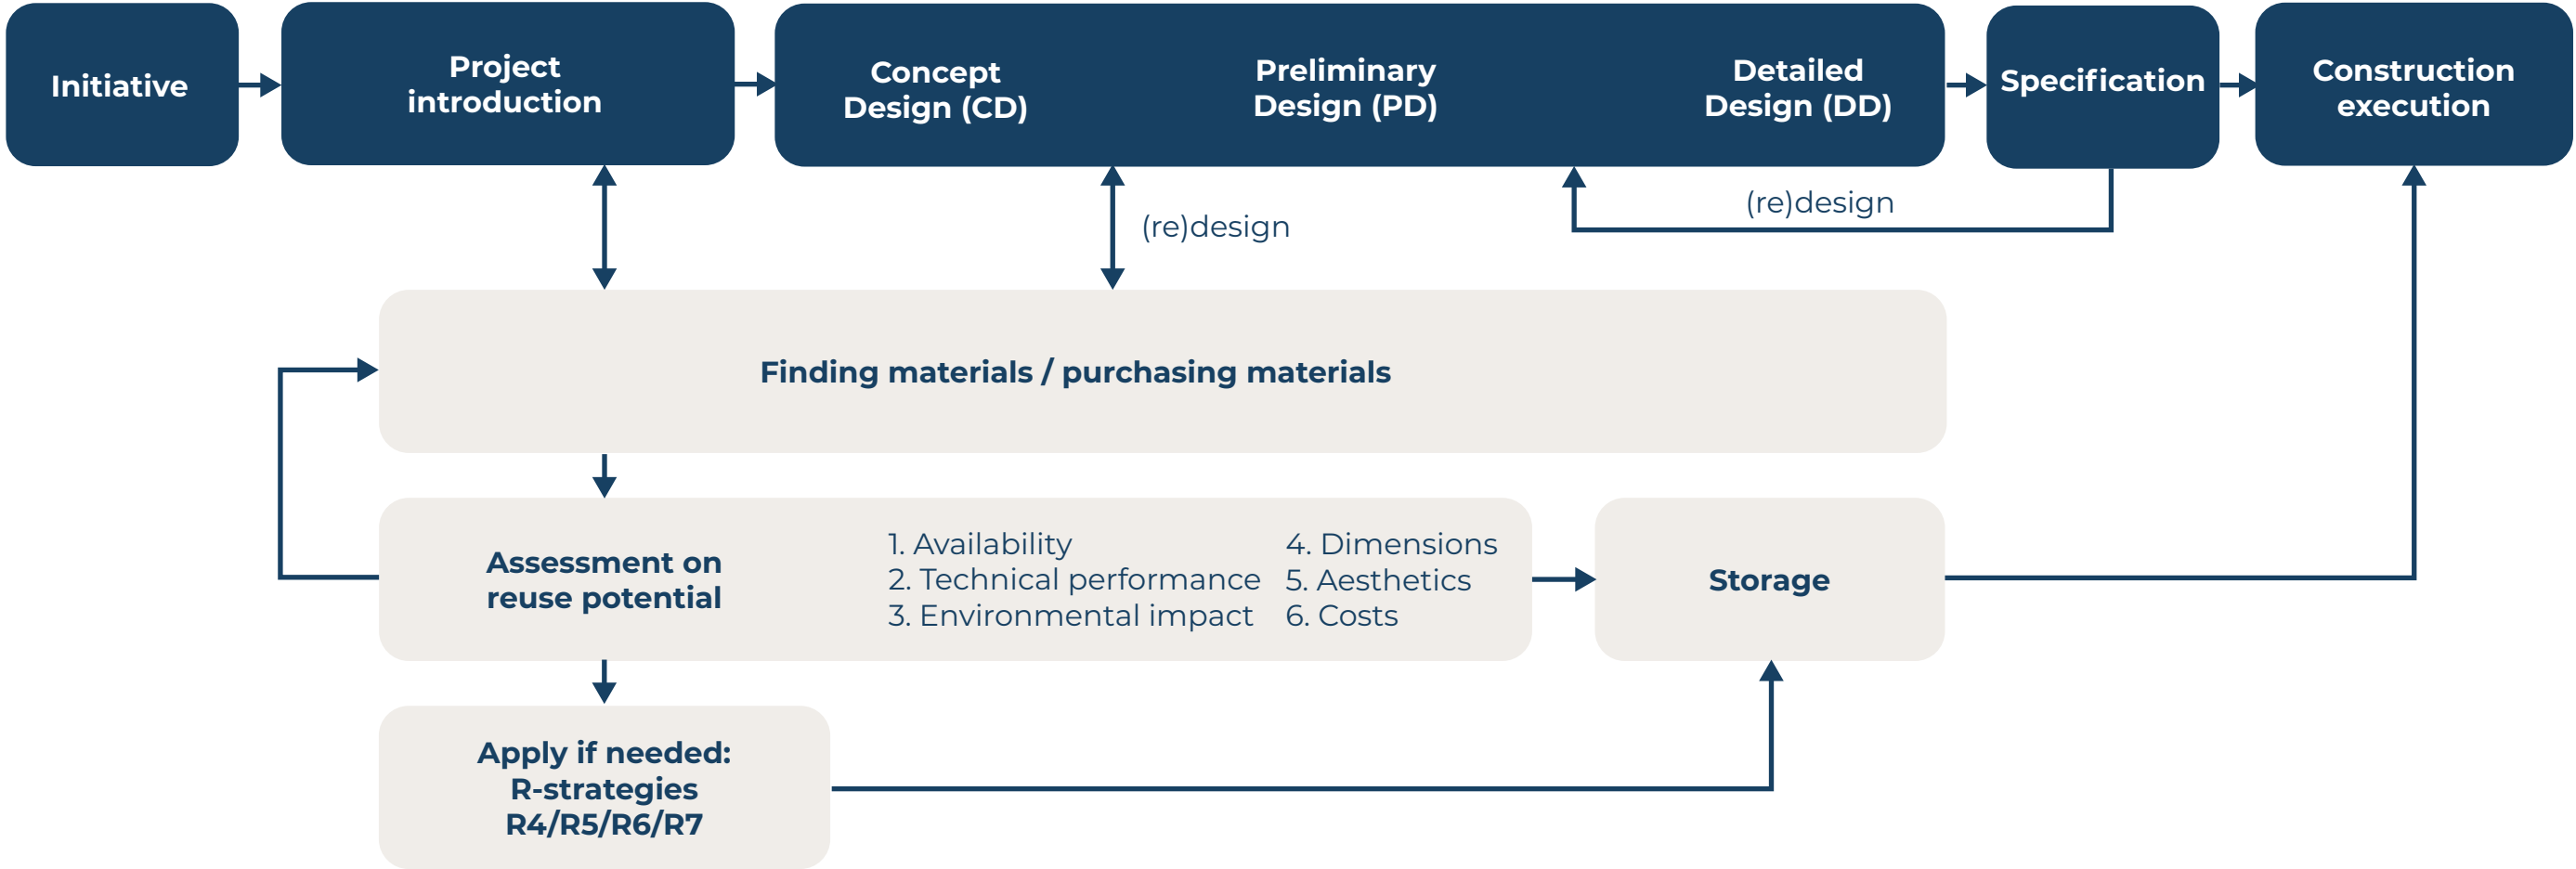 Initiative
Project
introduction
Concept
Design (CD)
Preliminary
Design (PD)
Detailed
Design (DD)
Specification
Construction
execution
(re)design
(re)design
Finding materials / purchasing materials
Assessment on
reuse potential
1. Availability
2. Technical performance
3. Environmental impact
4. Dimensions
5. Aesthetics
6. Costs
Storage
Apply if needed:
R-strategies
R4/R5/R6/R7